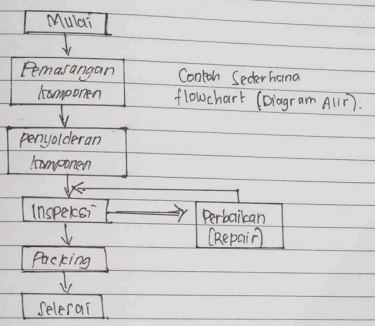 Mulai
Pemasangan
komponen
Contoh Sederhana
flowchart (Diagram Alir).
Penyolderan
komponen
Inspeksi
Perbaikan
(Repair)
Packing
Selesai